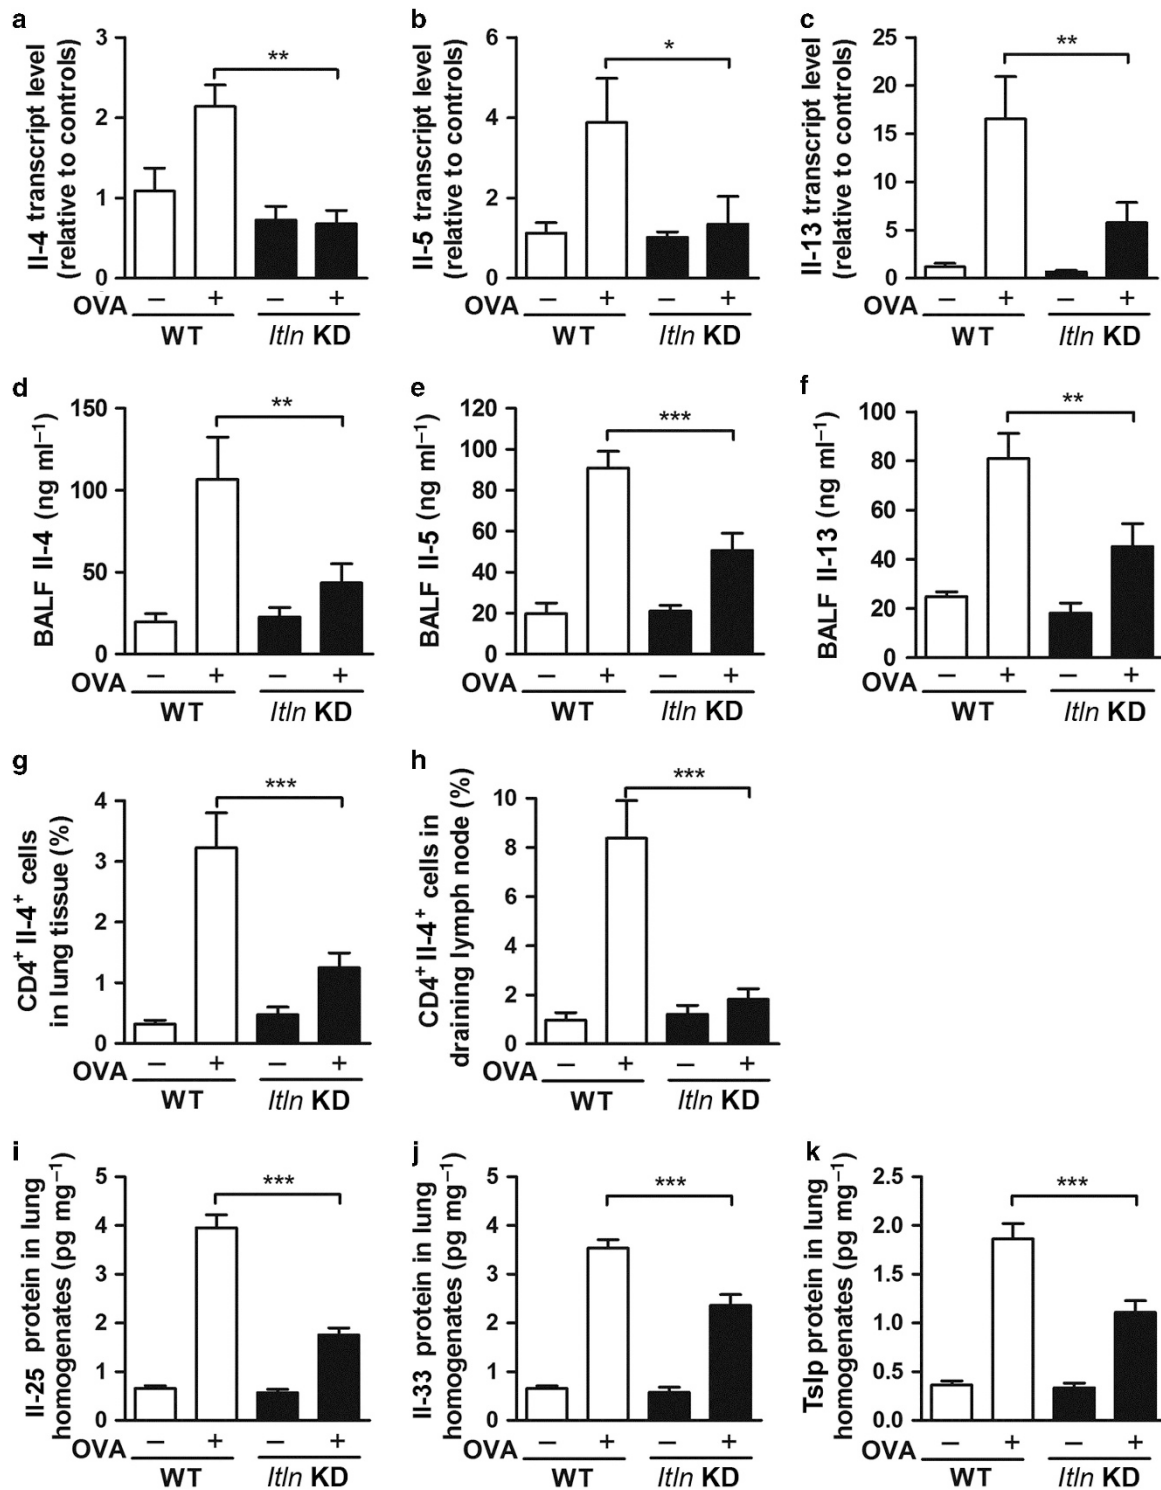 a
Il-4 transcript level
(relative to controls)
3
2
1
0
**
OVA − + − +
WT Itln KD
b
Il-5 transcript level
(relative to controls)
6
4
2
0
*
OVA − + − +
WT Itln KD
c
Il-13 transcript level
(relative to controls)
25
20
15
10
5
0
**
OVA − + − +
WT Itln KD
d
BALF Il-4 (ng ml−1)
150
100
50
0
**
OVA − + − +
WT Itln KD
e
BALF Il-5 (ng ml−1)
120
100
80
60
40
20
0
***
OVA − + − +
WT Itln KD
f
BALF Il-13 (ng ml−1)
100
80
60
40
20
0
**
OVA − + − +
WT Itln KD
g
CD4+ Il-4+ cells
in lung tissue (%)
4
3
2
1
0
***
OVA − + − +
WT Itln KD
h
CD4+ Il-4+ cells in
draining lymph node (%)
10
8
6
4
2
0
***
OVA − + − +
WT Itln KD
i
Il-25 protein in lung
homogenates (pg mg−1)
5
4
3
2
1
0
***
OVA − + − +
WT Itln KD
j
Il-33 protein in lung
homogenates (pg mg−1)
5
4
3
2
1
0
***
OVA − + − +
WT Itln KD
k
Tslp protein in lung
homogenates (pg mg−1)
2.5
2.0
1.5
1.0
0.5
0.0
***
OVA − + − +
WT Itln KD